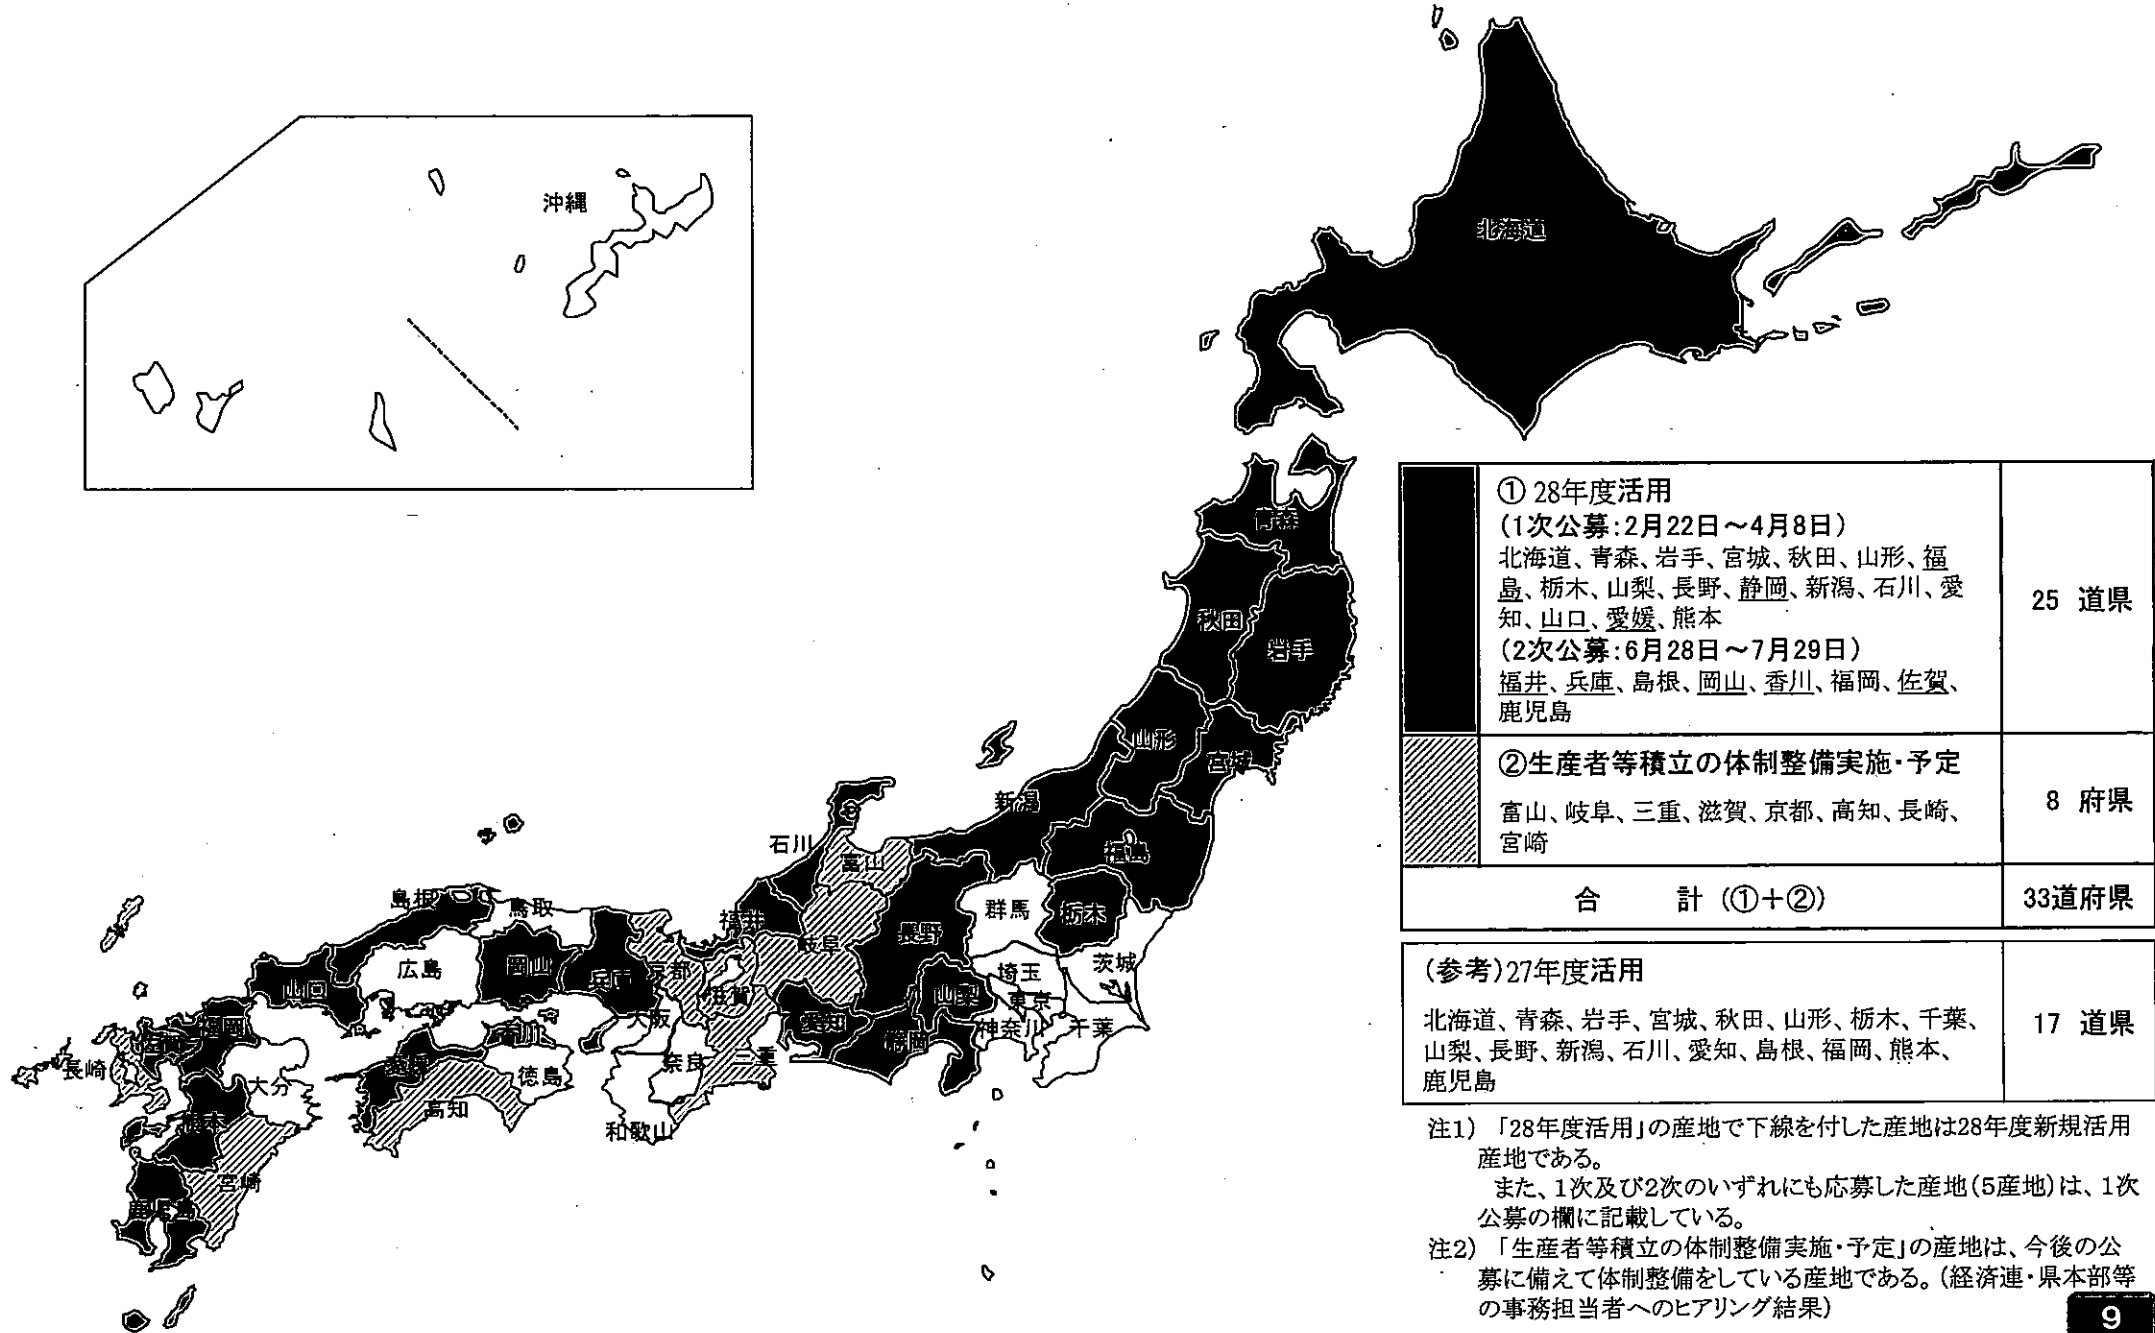 沖縄
北海道
青森
秋田
岩手
山形
宮城
新潟
福島
石川
富山
福井
岐阜
長野
群馬
栃木
茨城
埼玉
東京
山梨
神奈川
千葉
静岡
愛知
島根
鳥取
広島
岡山
兵庫
京都
滋賀
大阪
奈良
三重
和歌山
山口
香川
徳島
愛媛
高知
福岡
佐賀
長崎
大分
熊本
宮崎
鹿児島
① 28年度活用
(1次公募:2月22日～4月8日)
北海道、青森、岩手、宮城、秋田、山形、福
島、栃木、山梨、長野、静岡、新潟、石川、愛
知、山口、愛媛、熊本
(2次公募:6月28日～7月29日)
福井、兵庫、島根、岡山、香川、福岡、佐賀、
鹿児島
25 道県
②生産者等積立の体制整備実施・予定
富山、岐阜、三重、滋賀、京都、高知、長崎、
宮崎
8 府県
合 計 (①+②)
33道府県
(参考)27年度活用
北海道、青森、岩手、宮城、秋田、山形、栃木、千葉、
山梨、長野、新潟、石川、愛知、島根、福岡、熊本、
鹿児島
17 道県
注1) 「28年度活用」の産地で下線を付した産地は28年度新規活用
産地である。
また、1次及び2次のいずれにも応募した産地(5産地)は、1次
公募の欄に記載している。
注2) 「生産者等積立の体制整備実施・予定」の産地は、今後の公
募に備えて体制整備をしている産地である。(経済連・県本部等
の事務担当者へのヒアリング結果)
9